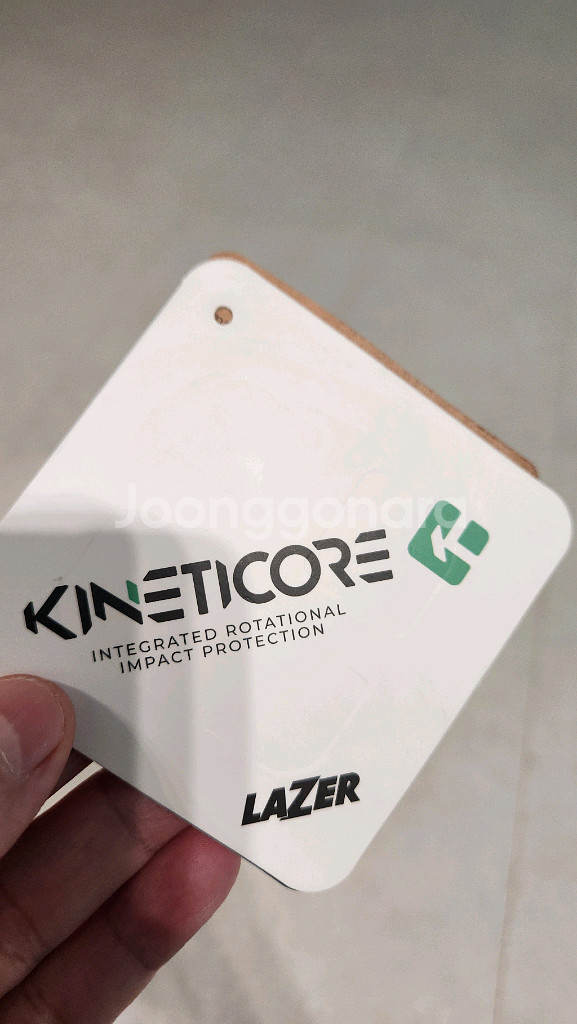 Joonggonara
KINETICORE
INTEGRATED ROTATIONAL
IMPACT PROTECTION
LAZER